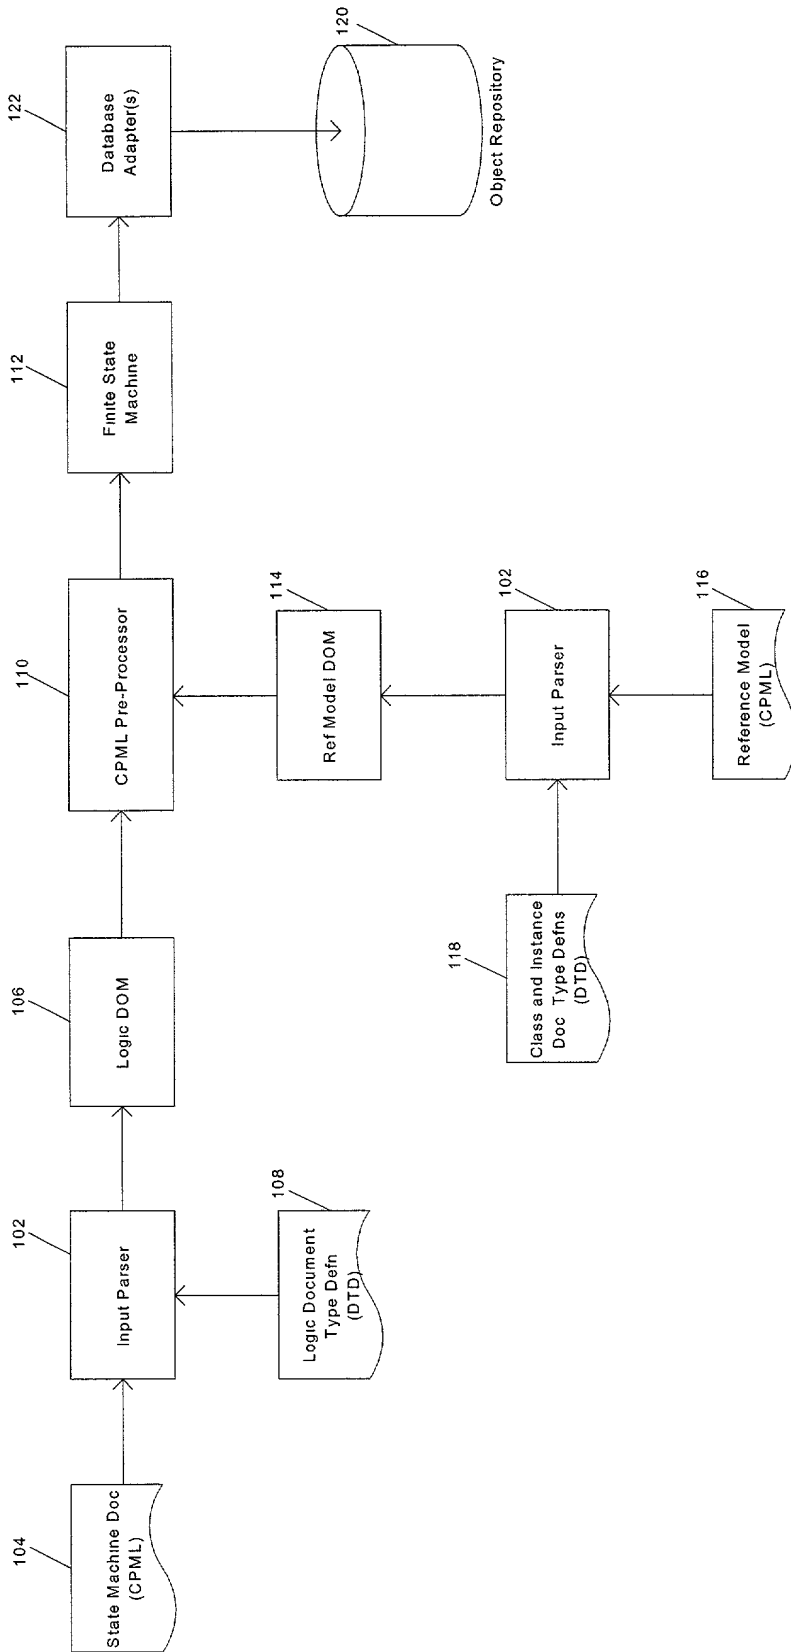 104
State Machine Doc
(CPML)
102
Input Parser
108
Logic Document
Type Defn
(DTD)
106
Logic DOM
110
CPML Pre-Processor
114
Ref Model DOM
102
Input Parser
118
Class and Instance
Doc Type Defns
(DTD)
116
Reference Model
(CPML)
112
Finite State
Machine
122
Database
Adapter(s)
120
Object Repository